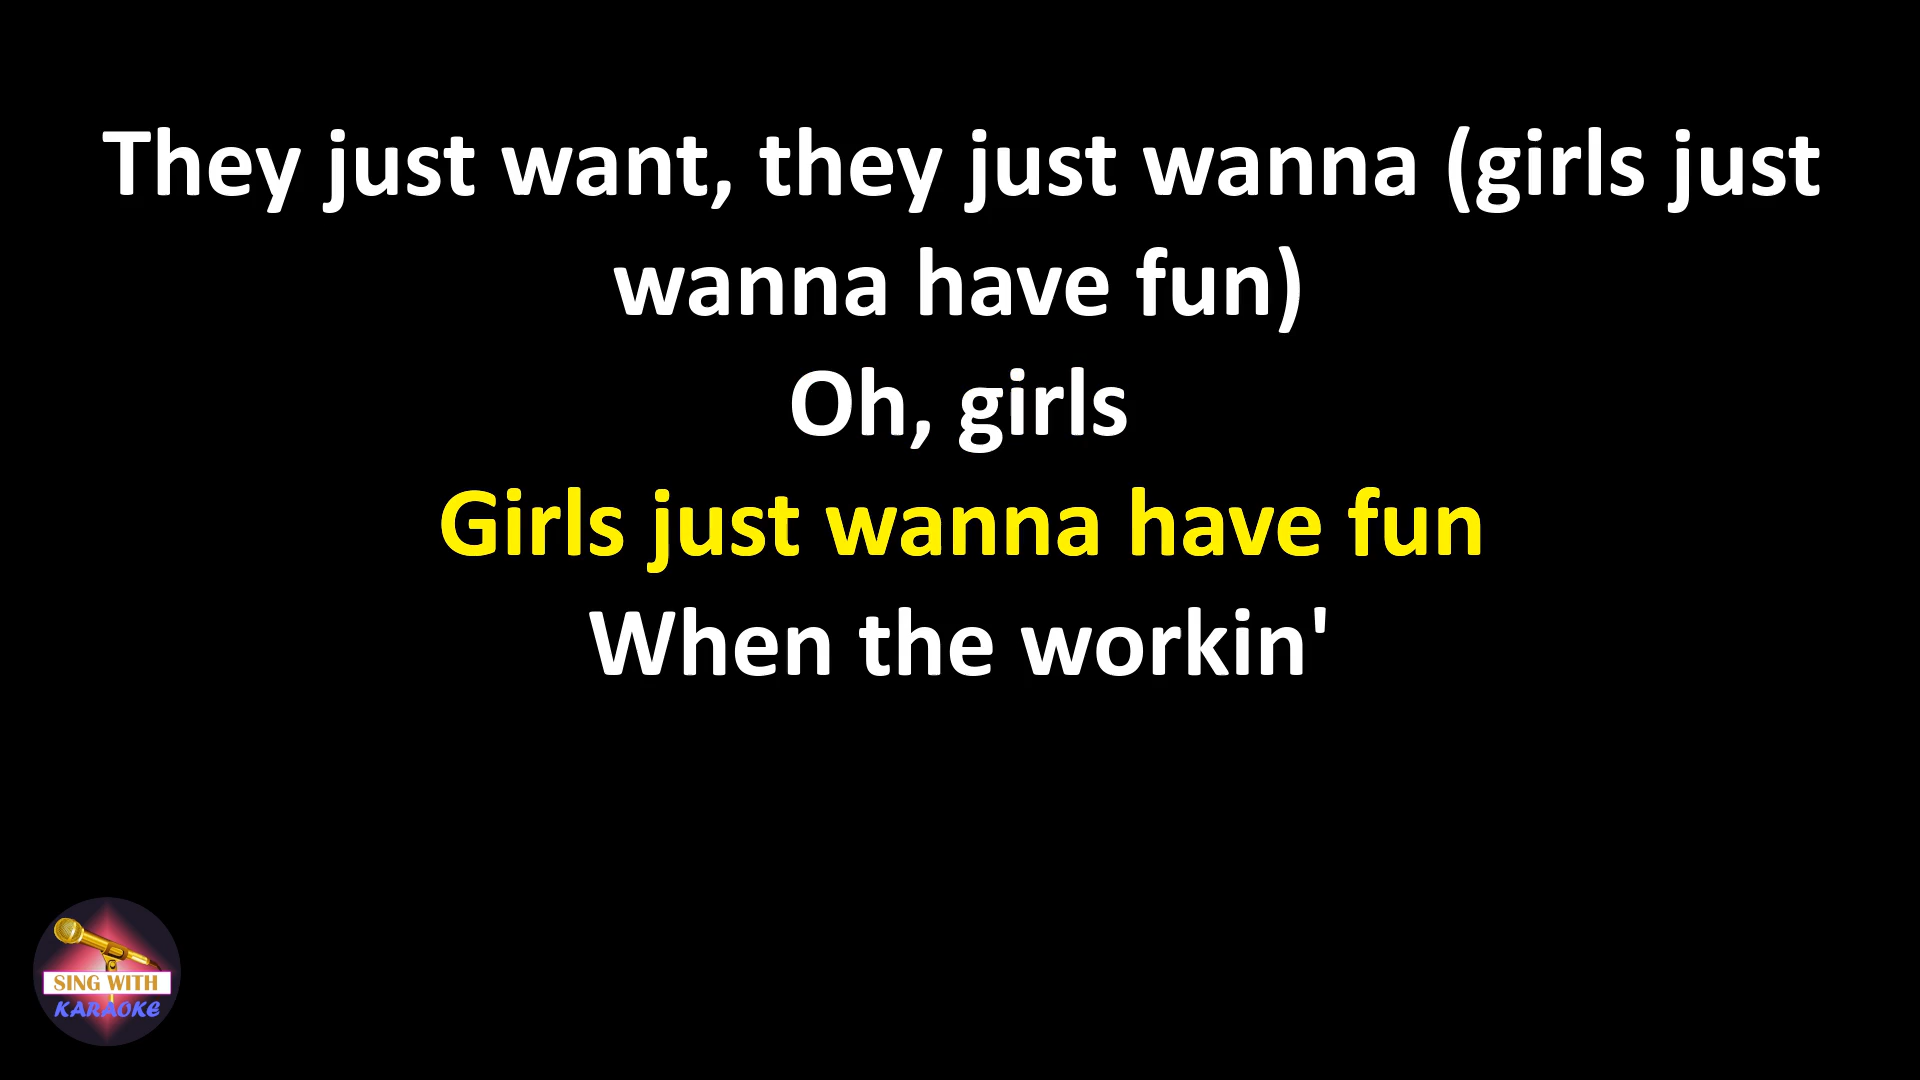 They just want, they just wanna (girls just
wanna have fun)
Oh, girls
Girls just wanna have fun
When the workin'
SING WITH
KARAOKE